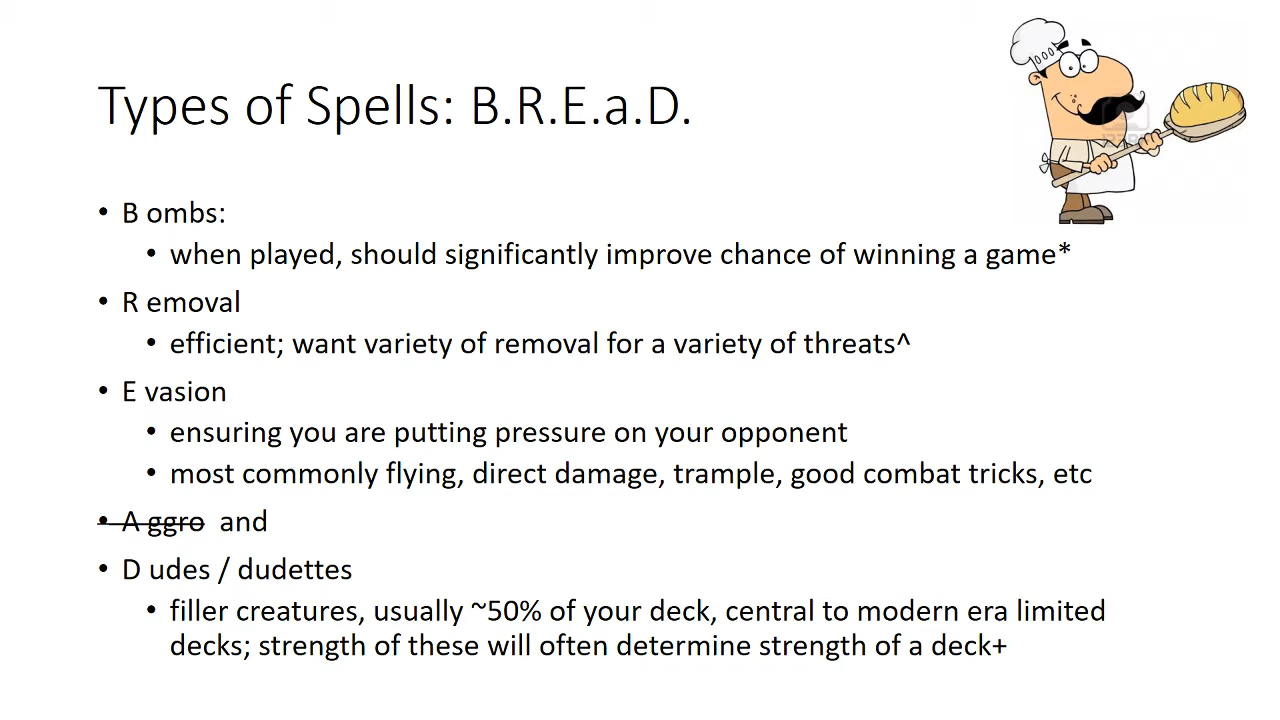 Types of Spells: B.R.E.a.D.
• B ombs:
• when played, should significantly improve chance of winning a game*
• R emoval
• efficient; want variety of removal for a variety of threats^
• E vasion
• ensuring you are putting pressure on your opponent
• most commonly flying, direct damage, trample, good combat tricks, etc
• A ggro and
• D udes / dudettes
• filler creatures, usually ~50% of your deck, central to modern era limited
decks; strength of these will often determine strength of a deck+